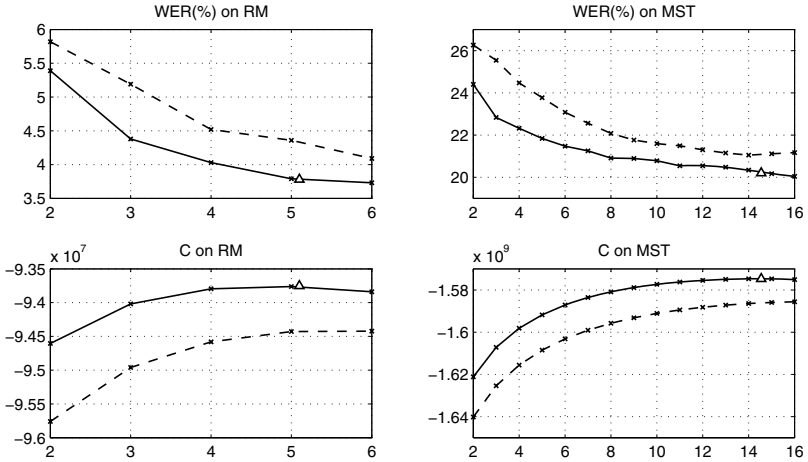 WER(%) on RM
6
5.5
5
4.5
4
3.5
2 3 4 5 6
WER(%) on MST
26
24
22
20
2 4 6 8 10 12 14 16
C on RM
x 10^7
−9.35
−9.4
−9.45
−9.5
−9.55
−9.6
2 3 4 5 6
C on MST
x 10^9
−1.58
−1.6
−1.62
−1.64
2 4 6 8 10 12 14 16